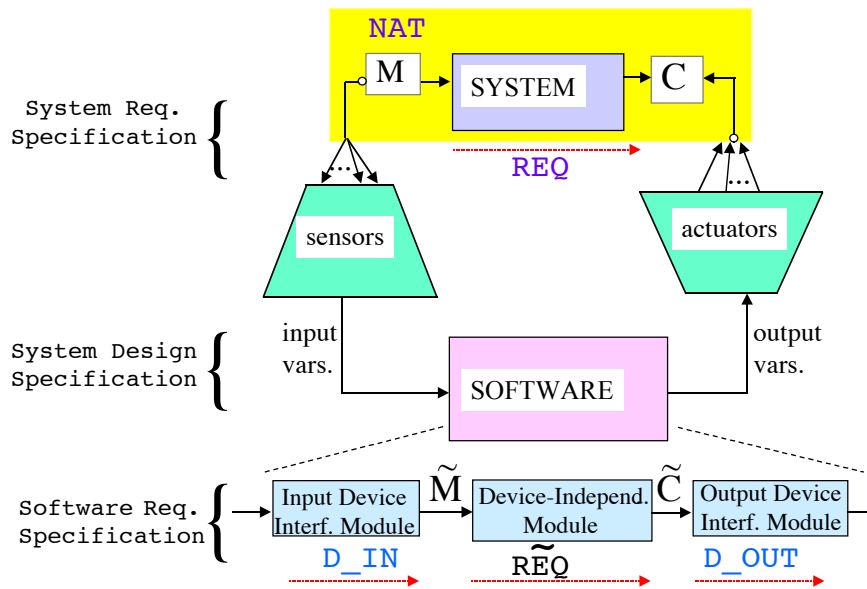 NAT
M
SYSTEM
C
System Req.
Specification
REQ
...
...
sensors
actuators
input
vars.
output
vars.
System Design
Specification
SOFTWARE
M̃
C̃
Software Req.
Specification
Input Device
Interf. Module
Device-Independ.
Module
Output Device
Interf. Module
D_IN
R͠EQ
D_OUT